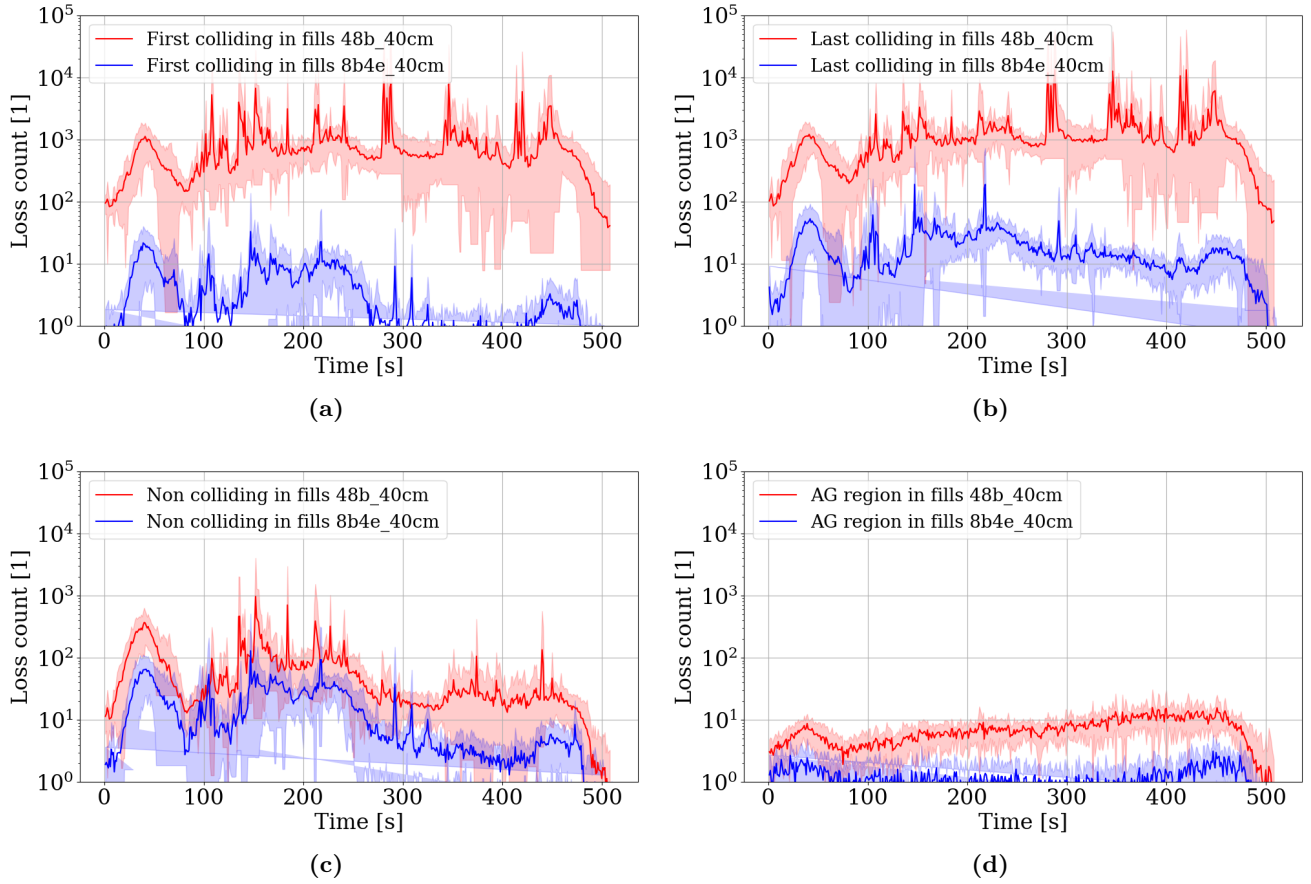 First colliding in fills 48b_40cm
First colliding in fills 8b4e_40cm
Loss count [1]
10^5
10^4
10^3
10^2
10^1
10^0
0 100 200 300 400 500
Time [s]
(a)
Last colliding in fills 48b_40cm
Last colliding in fills 8b4e_40cm
Loss count [1]
10^5
10^4
10^3
10^2
10^1
10^0
0 100 200 300 400 500
Time [s]
(b)
Non colliding in fills 48b_40cm
Non colliding in fills 8b4e_40cm
Loss count [1]
10^5
10^4
10^3
10^2
10^1
10^0
0 100 200 300 400 500
Time [s]
(c)
AG region in fills 48b_40cm
AG region in fills 8b4e_40cm
Loss count [1]
10^5
10^4
10^3
10^2
10^1
10^0
0 100 200 300 400 500
Time [s]
(d)